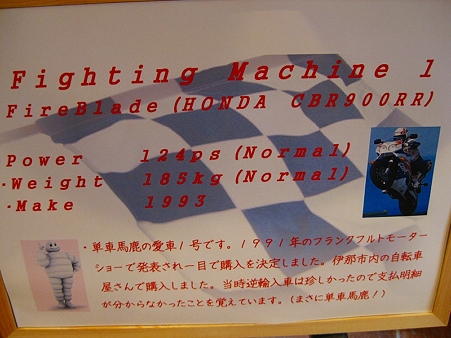 Fighting Machine 1
FireBlade (HONDA CBR900RR)
Power 124ps (Normal)
・Weight 185kg (Normal)
・Make 1993
・単車馬鹿の愛車1号です。1991年のフランクフルトモーター
ショーで発表され一目で購入を決定しました。伊那市内の自転車
屋さんで購入しました。当時逆輸入車は珍しかったので支払明細
が分からなかったことを覚えています。(まさに単車馬鹿!)